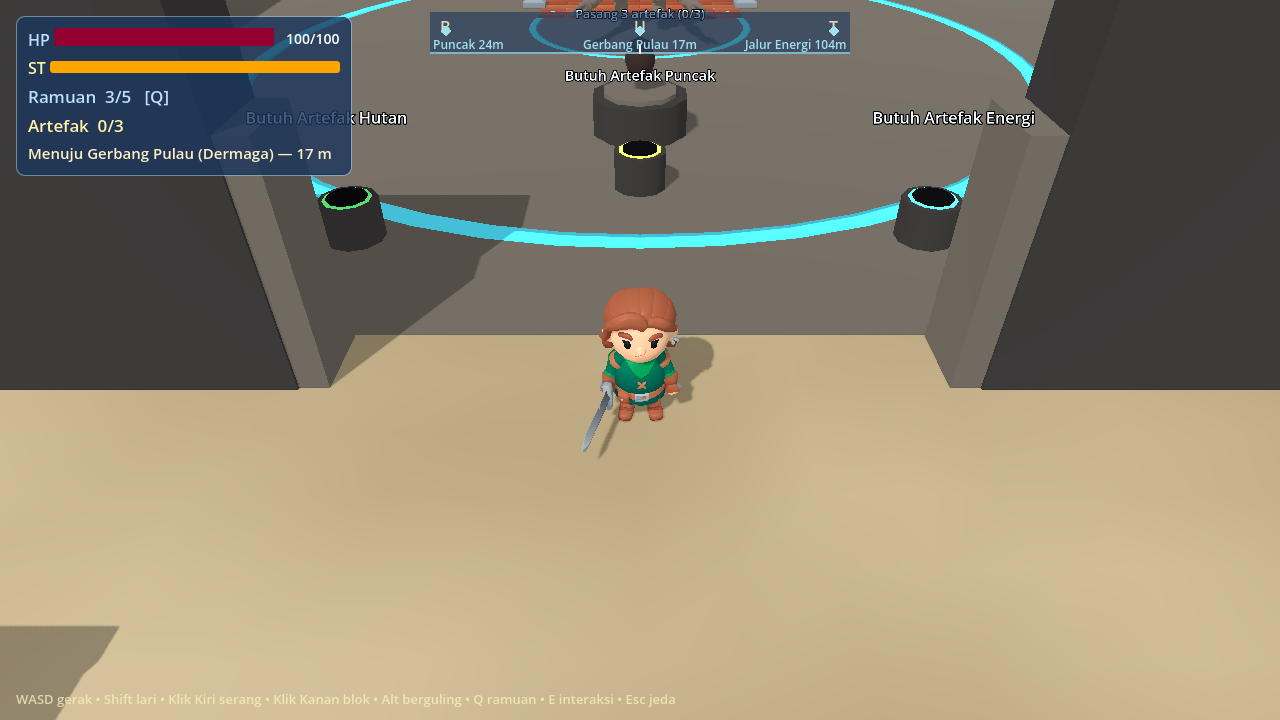 HP 100/100
ST
Ramuan 3/5 [Q]
Artefak 0/3
Menuju Gerbang Pulau (Dermaga) — 17 m
Pasang 3 artefak (0/3)
B U T
Puncak 24m Gerbang Pulau 17m Jalur Energi 104m
Butuh Artefak Puncak
Butuh Artefak Hutan
Butuh Artefak Energi
WASD gerak • Shift lari • Klik Kiri serang • Klik Kanan blok • Alt berguling • Q ramuan • E interaksi • Esc jeda